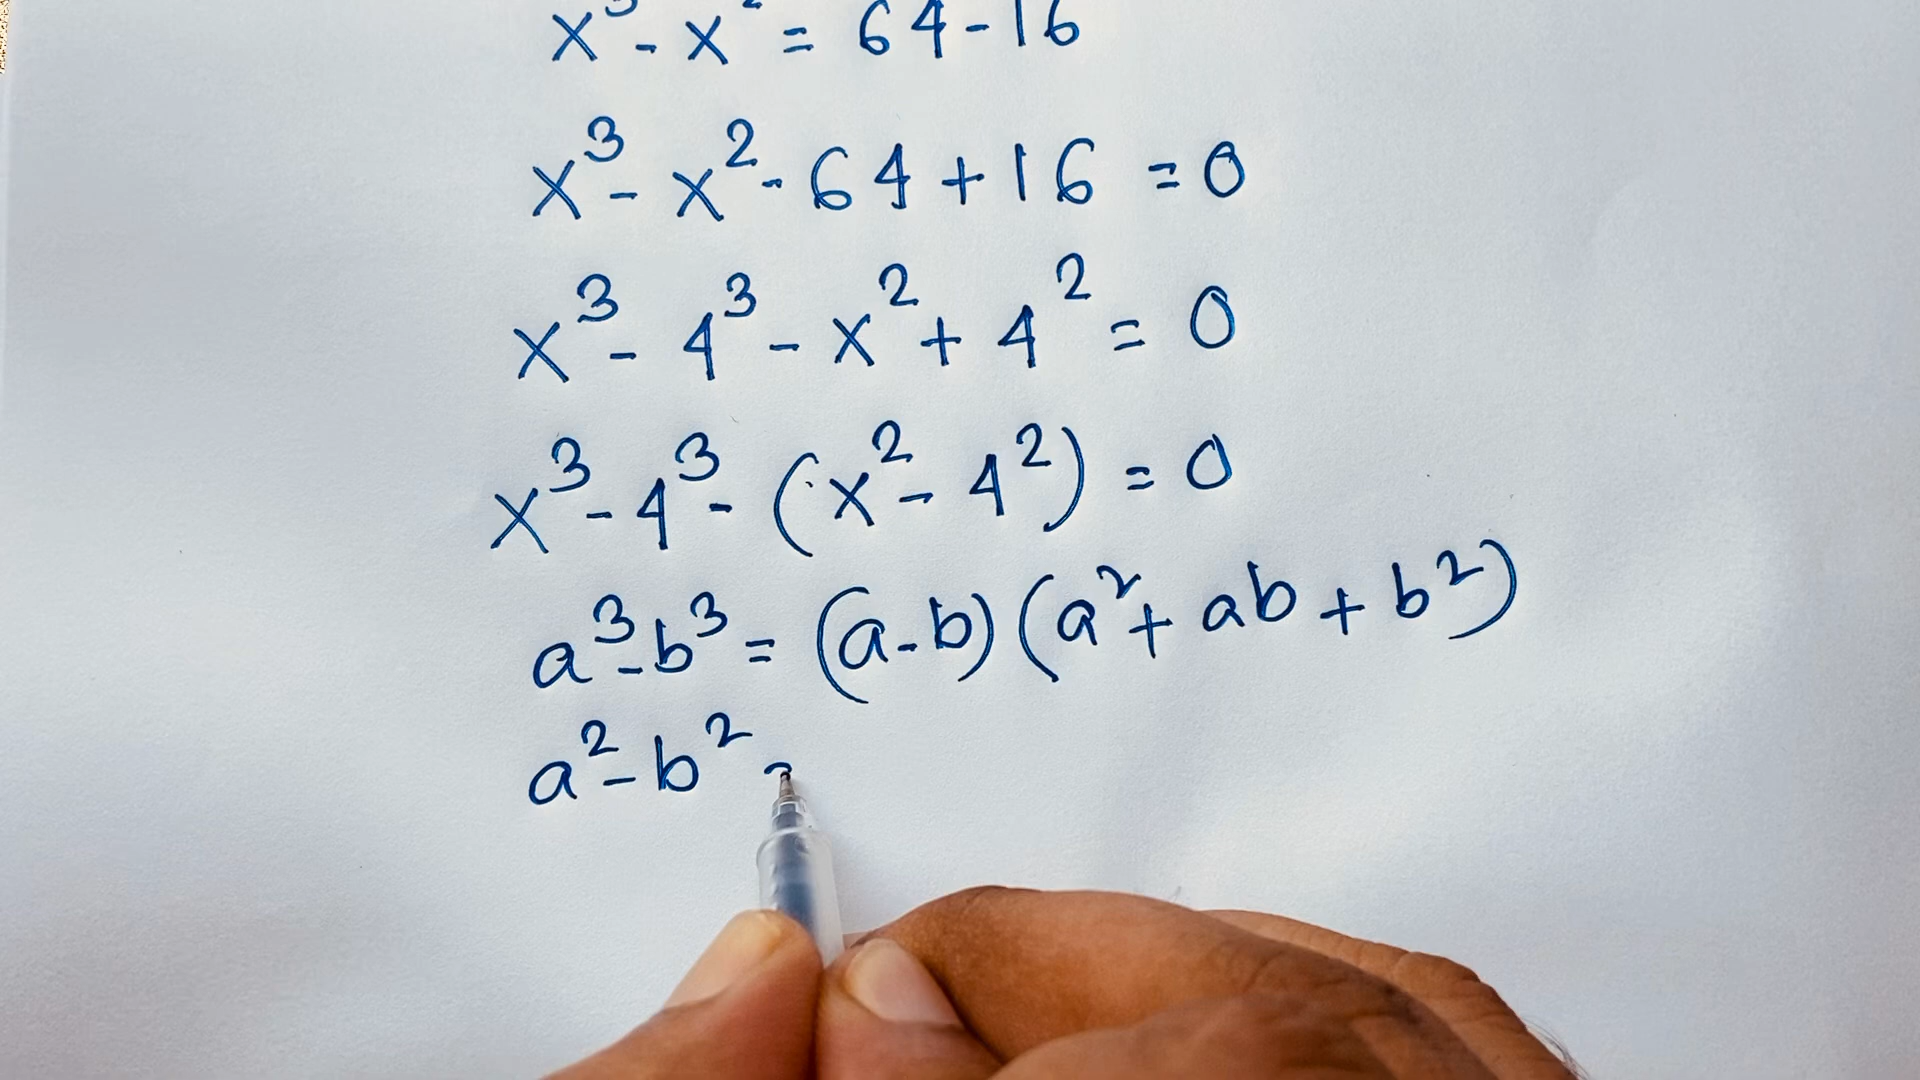 x³ - x² = 64 - 16
x³ - x² - 64 + 16 = 0
x³ - 4³ - x² + 4² = 0
x³ - 4³ - (x² - 4²) = 0
a³ - b³ = (a - b)(a² + ab + b²)
a² - b² =